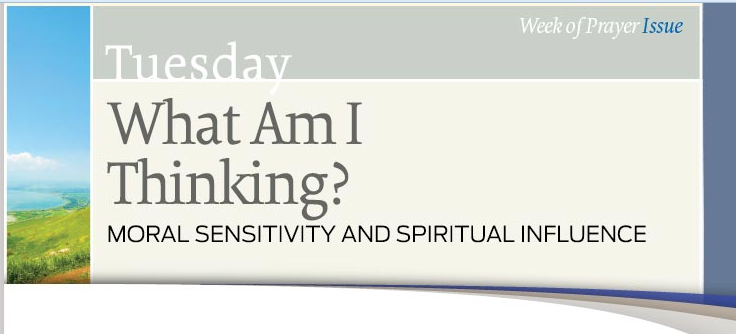 Week of Prayer Issue
Tuesday
What Am I
Thinking?
MORAL SENSITIVITY AND SPIRITUAL INFLUENCE